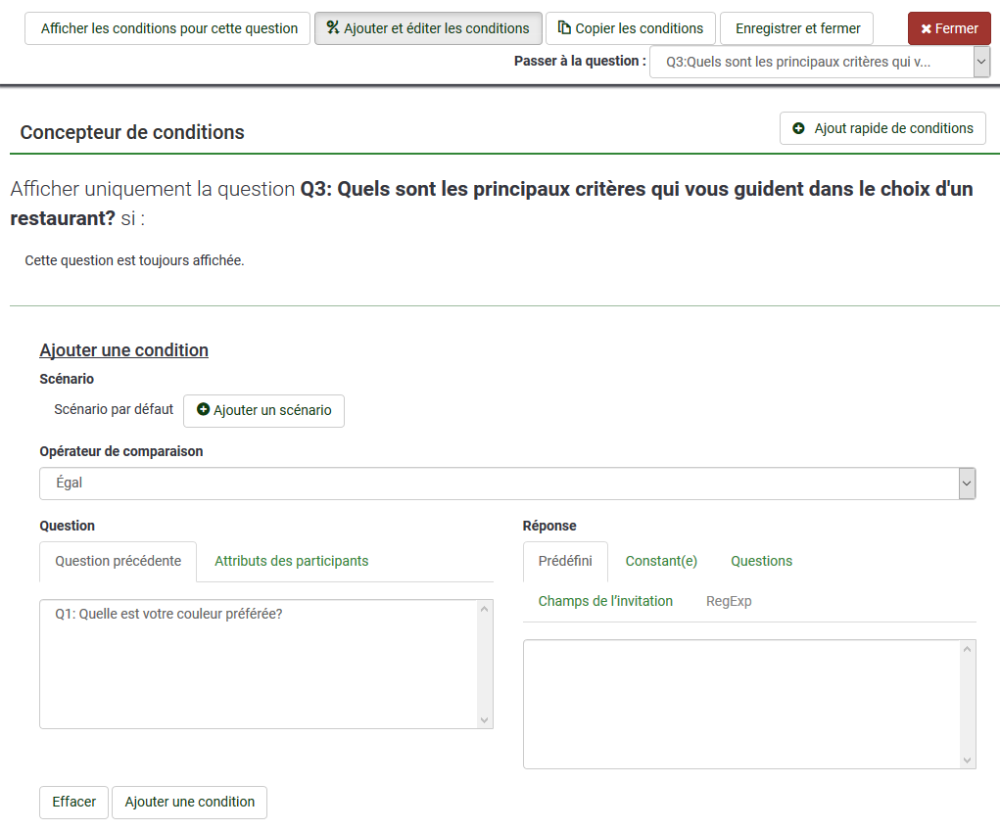 Afficher les conditions pour cette question Ajouter et éditer les conditions Copier les conditions Enregistrer et fermer Fermer
Passer à la question : Q3:Quels sont les principaux critères qui v...
Concepteur de conditions Ajout rapide de conditions
Afficher uniquement la question Q3: Quels sont les principaux critères qui vous guident dans le choix d'un
restaurant? si :
Cette question est toujours affichée.
Ajouter une condition
Scénario
Scénario par défaut Ajouter un scénario
Opérateur de comparaison
Égal
Question Réponse
Question précédente Attributs des participants Prédéfini Constant(e) Questions
Champs de l’invitation RegExp
Q1: Quelle est votre couleur préférée?
Effacer Ajouter une condition